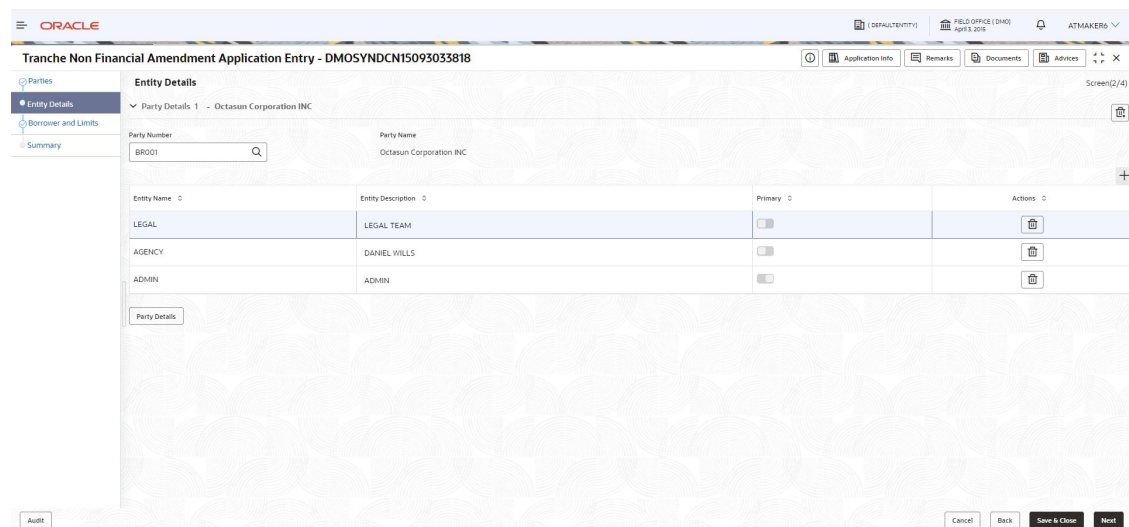 ORACLE
( DEFAULTENTITY)
FIELD OFFICE ( DMO)
April 3, 2015
ATMAKER6
Tranche Non Financial Amendment Application Entry - DMOSYNDCN15093033818
Application Info
Remarks
Documents
Advices
Parties
Entity Details
Borrower and Limits
Summary
Entity Details
Screen(2/4)
Party Details 1 - Octasun Corporation INC
Party Number
Party Name
BR001
Octasun Corporation INC
Entity Name Entity Description Primary Actions
LEGAL LEGAL TEAM
AGENCY DANIEL WILLS
ADMIN ADMIN
Party Details
Audit
Cancel
Back
Save & Close
Next